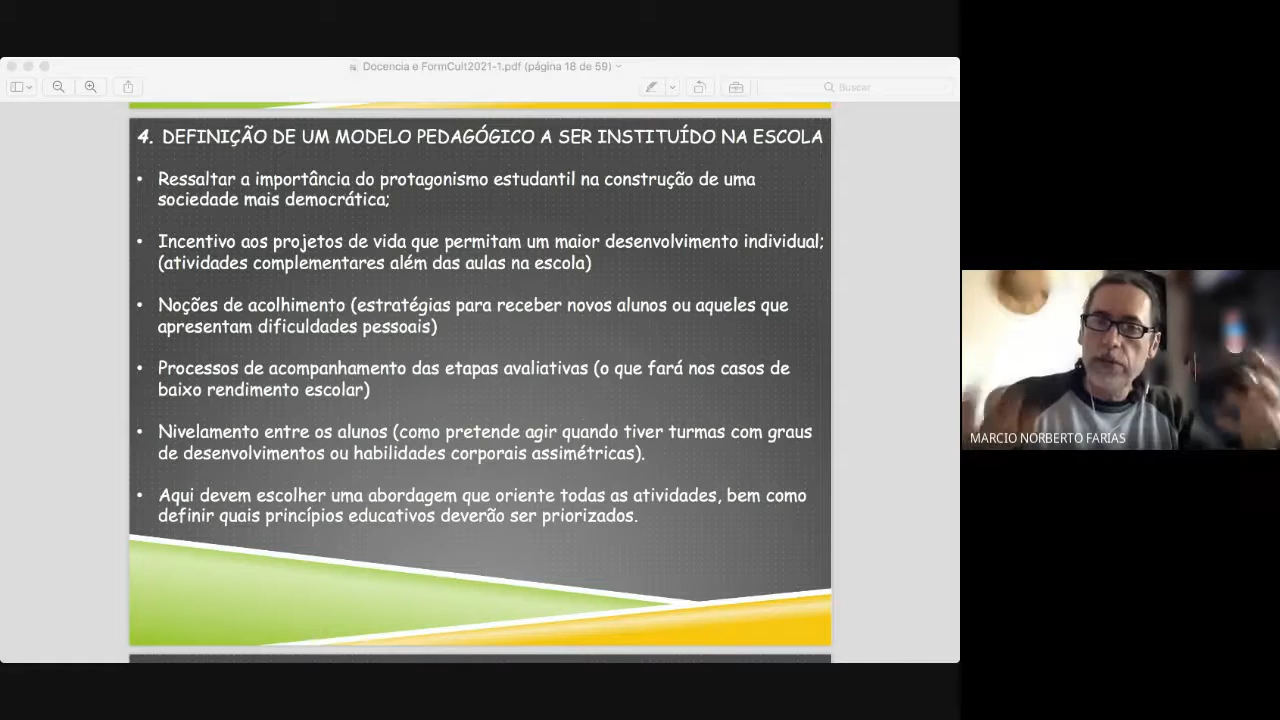 Docencia e FormCult2021-1.pdf (página 18 de 59)
Buscar
4. DEFINIÇÃO DE UM MODELO PEDAGÓGICO A SER INSTITUÍDO NA ESCOLA
• Ressaltar a importância do protagonismo estudantil na construção de uma
sociedade mais democrática;
• Incentivo aos projetos de vida que permitam um maior desenvolvimento individual;
(atividades complementares além das aulas na escola)
• Noções de acolhimento (estratégias para receber novos alunos ou aqueles que
apresentam dificuldades pessoais)
• Processos de acompanhamento das etapas avaliativas (o que fará nos casos de
baixo rendimento escolar)
• Nivelamento entre os alunos (como pretende agir quando tiver turmas com graus
de desenvolvimentos ou habilidades corporais assimétricas).
• Aqui devem escolher uma abordagem que oriente todas as atividades, bem como
definir quais princípios educativos deverão ser priorizados.
MARCIO NORBERTO FARIAS